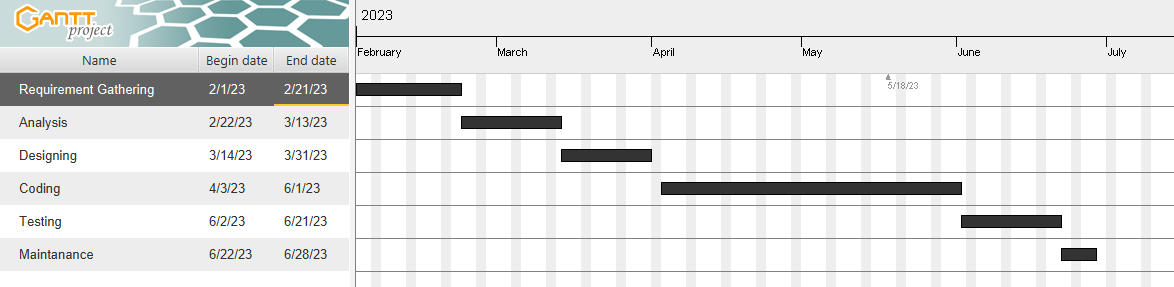 GANTT
project
2023
February March April May June July
Name Begin date End date
5/18/23
Requirement Gathering 2/1/23 2/21/23
Analysis 2/22/23 3/13/23
Designing 3/14/23 3/31/23
Coding 4/3/23 6/1/23
Testing 6/2/23 6/21/23
Maintanance 6/22/23 6/28/23